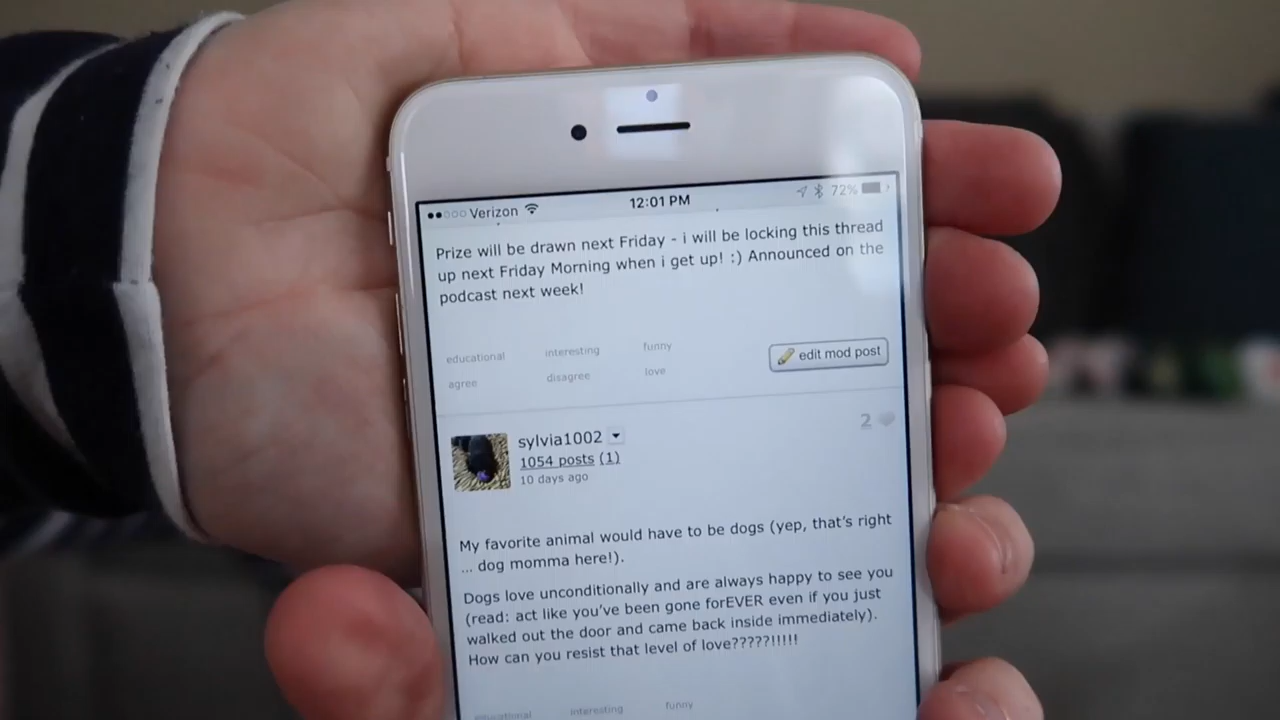 Verizon 12:01 PM 72%
Prize will be drawn next Friday - i will be locking this thread
up next Friday Morning when i get up! :) Announced on the
podcast next week!
educational interesting funny
edit mod post
agree disagree love
sylvia1002 2
1054 posts (1)
10 days ago
My favorite animal would have to be dogs (yep, that's right
... dog momma here!).
Dogs love unconditionally and are always happy to see you
(read: act like you've been gone forEVER even if you just
walked out the door and came back inside immediately).
How can you resist that level of love?????!!!!!
educational interesting funny